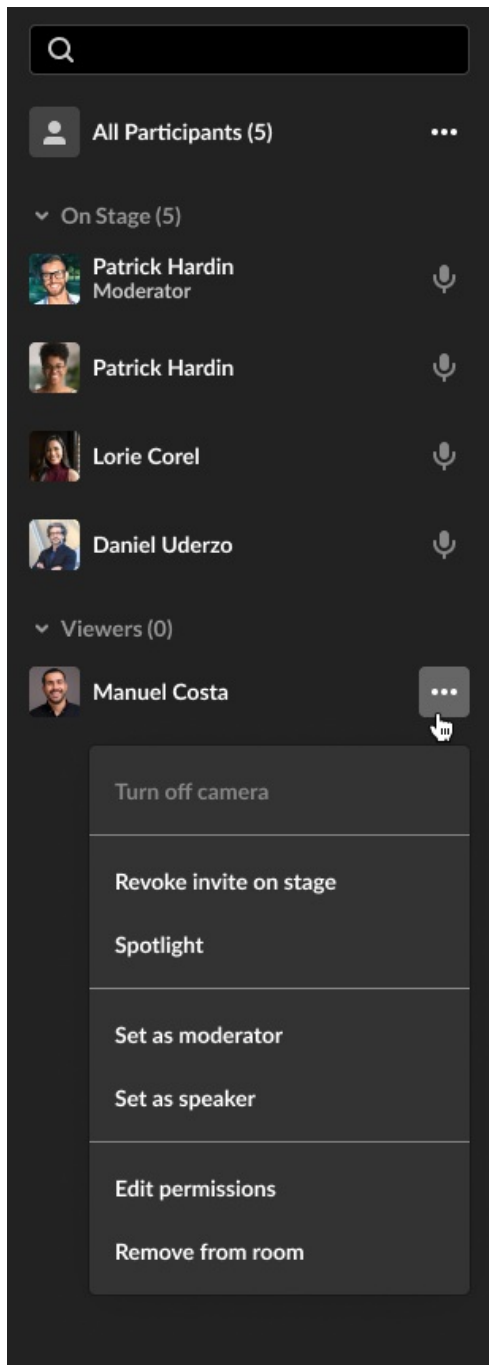 All Participants (5)
On Stage (5)
Patrick Hardin
Moderator
Patrick Hardin
Lorie Corel
Daniel Uderzo
Viewers (0)
Manuel Costa
Turn off camera
Revoke invite on stage
Spotlight
Set as moderator
Set as speaker
Edit permissions
Remove from room